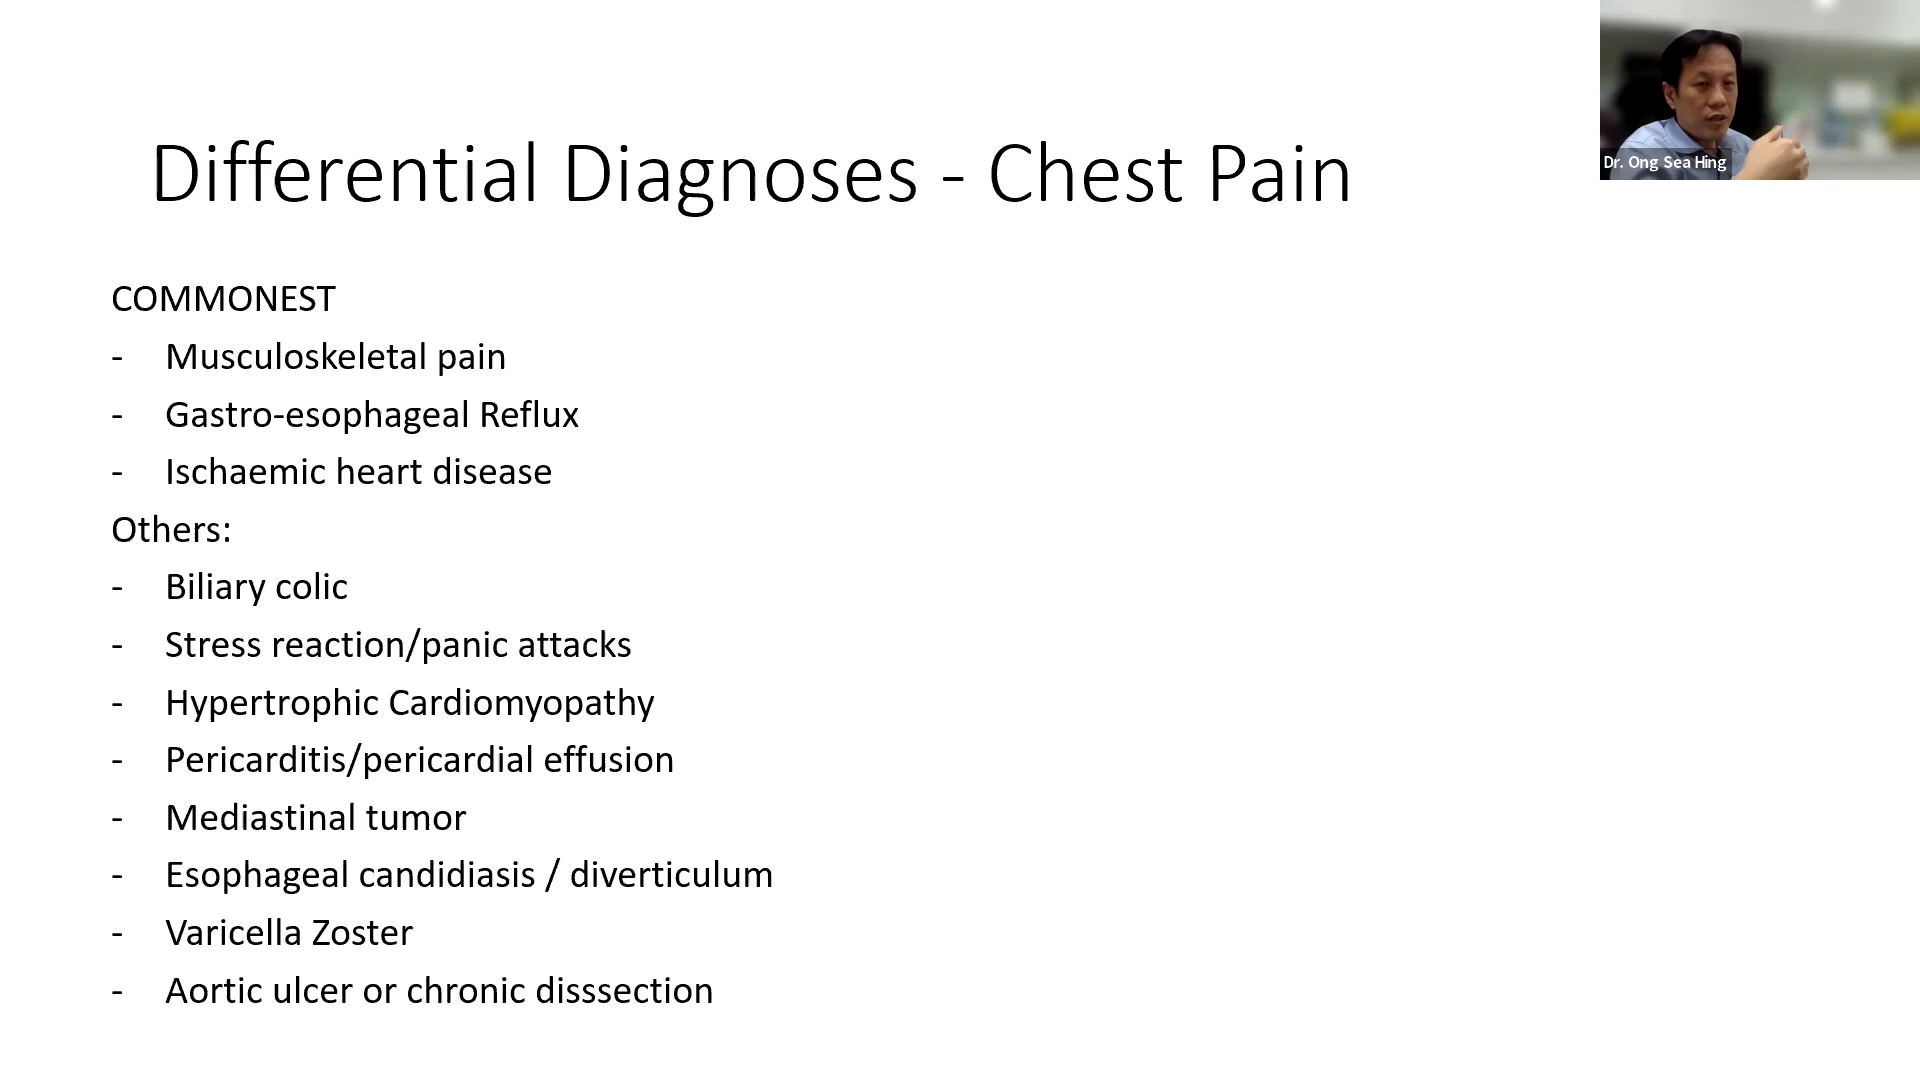 Differential Diagnoses - Chest Pain
Dr. Ong Sea Hing
COMMONEST
- Musculoskeletal pain
- Gastro-esophageal Reflux
- Ischaemic heart disease
Others:
- Biliary colic
- Stress reaction/panic attacks
- Hypertrophic Cardiomyopathy
- Pericarditis/pericardial effusion
- Mediastinal tumor
- Esophageal candidiasis / diverticulum
- Varicella Zoster
- Aortic ulcer or chronic disssection